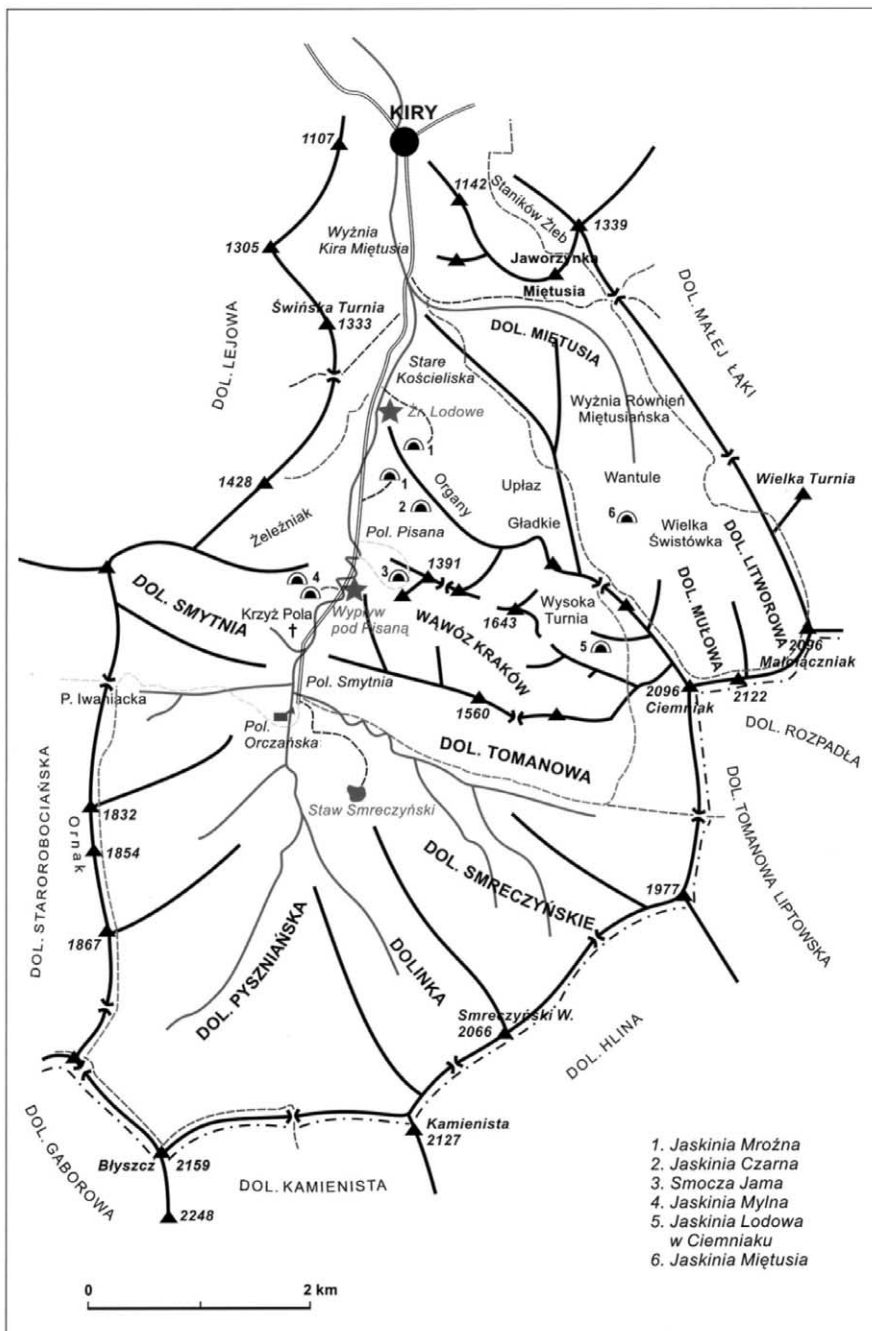 KIRY
1107
1142
Staników Żleb
1339
Wyżnia
Kira Miętusia
1305
Jaworzynka
Miętusia
DOL. MIĘTUSIA
DOL. MAŁEJ ŁĄKI
Świńska Turnia
1333
DOL. LEJOWA
Stare
Kościeliska
Źr. Lodowe
Wyżnia Równień
Miętusiańska
1
1428
1
2
Organy
Upłaz
Wantule
Wielka Turnia
Żeleźniak
Pol. Pisana
Gładkie
6
Wielka
Świstówka
DOL. LITWOROWA
DOL. SMYTNIA
4
3
1391
DOL. MUŁOWA
Krzyż Pola
Wypływ
pod Pisaną
WĄWÓZ KRAKÓW
1643
Wysoka
Turnia
5
2096
Małołączniak
P. Iwaniacka
Pol. Smytnia
1560
2096
Ciemniak
2122
DOL. ROZPADŁA
Pol.
Orczańska
DOL. TOMANOWA
Staw Smreczyński
DOL. TOMANOWA LIPTOWSKA
1832
Ornak
1854
DOL. STAROROBOCIAŃSKA
DOL. SMRECZYŃSKIE
1977
1867
DOL. PYSZNIAŃSKA
DOLINKA
Smreczyński W.
2066
DOL. HLINA
DOL. GABOROWA
Kamienista
2127
Błyszcz
2159
DOL. KAMIENISTA
2248
1. Jaskinia Mroźna
2. Jaskinia Czarna
3. Smocza Jama
4. Jaskinia Mylna
5. Jaskinia Lodowa
w Ciemniaku
6. Jaskinia Miętusia
0
2 km